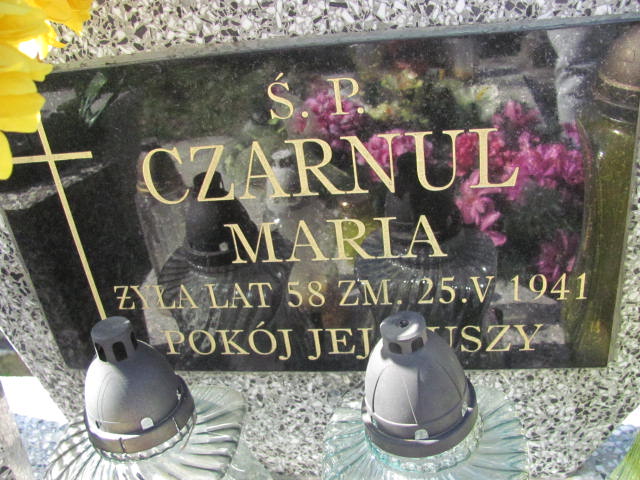 Ś. P.
CZARNUL
MARIA
ŻYŁA LAT 58 ZM. 25.V 1941
POKÓJ JEJ